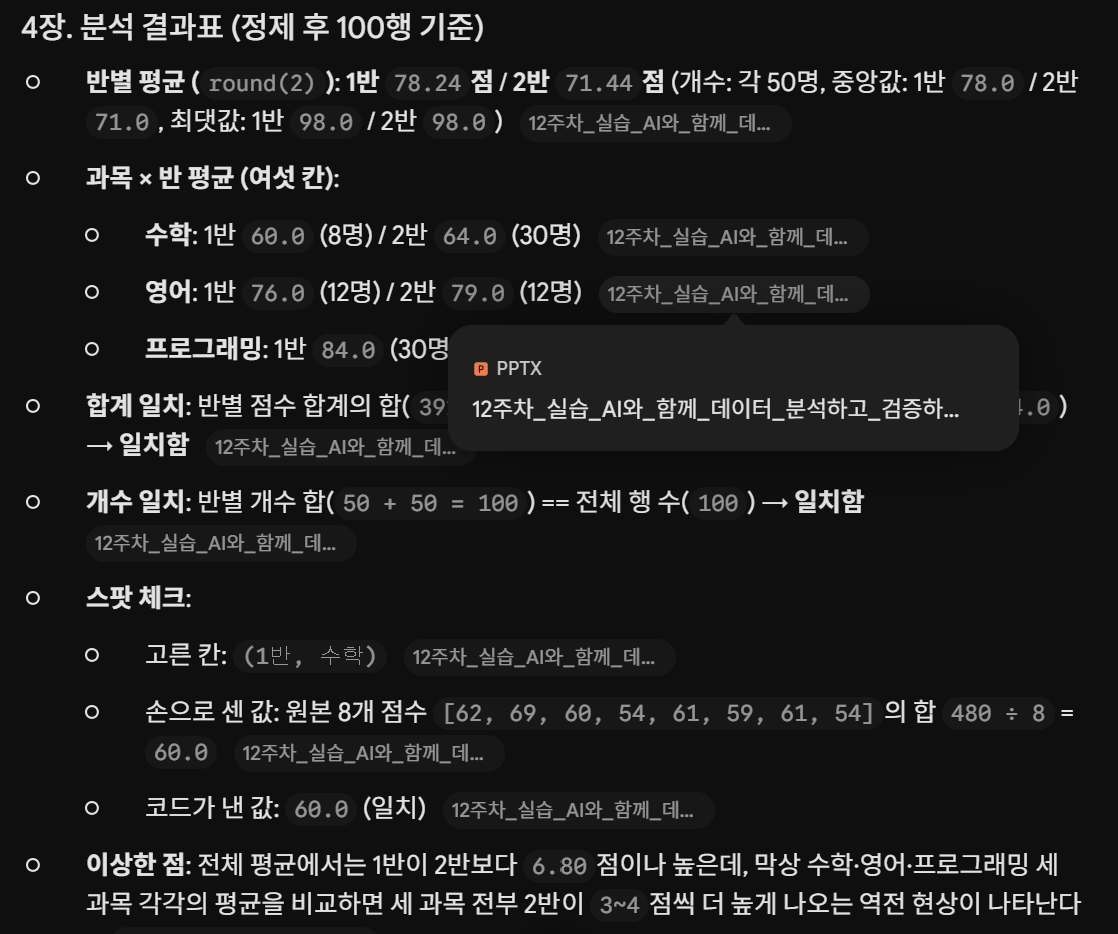 4장. 분석 결과표 (정제 후 100행 기준)
반별 평균 ( round(2) ): 1반 78.24 점 / 2반 71.44 점 (개수: 각 50명, 중앙값: 1반 78.0 / 2반
71.0 , 최댓값: 1반 98.0 / 2반 98.0 ) 12주차_실습_AI와_함께_데...
과목 × 반 평균 (여섯 칸):
수학: 1반 60.0 (8명) / 2반 64.0 (30명) 12주차_실습_AI와_함께_데...
영어: 1반 76.0 (12명) / 2반 79.0 (12명) 12주차_실습_AI와_함께_데...
프로그래밍: 1반 84.0 (30명
PPTX
12주차_실습_AI와_함께_데이터_분석하고_검증하...
합계 일치: 반별 점수 합계의 합( 39 .0 )
→ 일치함 12주차_실습_AI와_함께_데...
개수 일치: 반별 개수 합( 50 + 50 = 100 ) == 전체 행 수( 100 ) → 일치함
12주차_실습_AI와_함께_데...
스팟 체크:
고른 칸: (1반, 수학) 12주차_실습_AI와_함께_데...
손으로 센 값: 원본 8개 점수 [62, 69, 60, 54, 61, 59, 61, 54] 의 합 480 ÷ 8 =
60.0 12주차_실습_AI와_함께_데...
코드가 낸 값: 60.0 (일치) 12주차_실습_AI와_함께_데...
이상한 점: 전체 평균에서는 1반이 2반보다 6.80 점이나 높은데, 막상 수학·영어·프로그래밍 세
과목 각각의 평균을 비교하면 세 과목 전부 2반이 3~4 점씩 더 높게 나오는 역전 현상이 나타난다